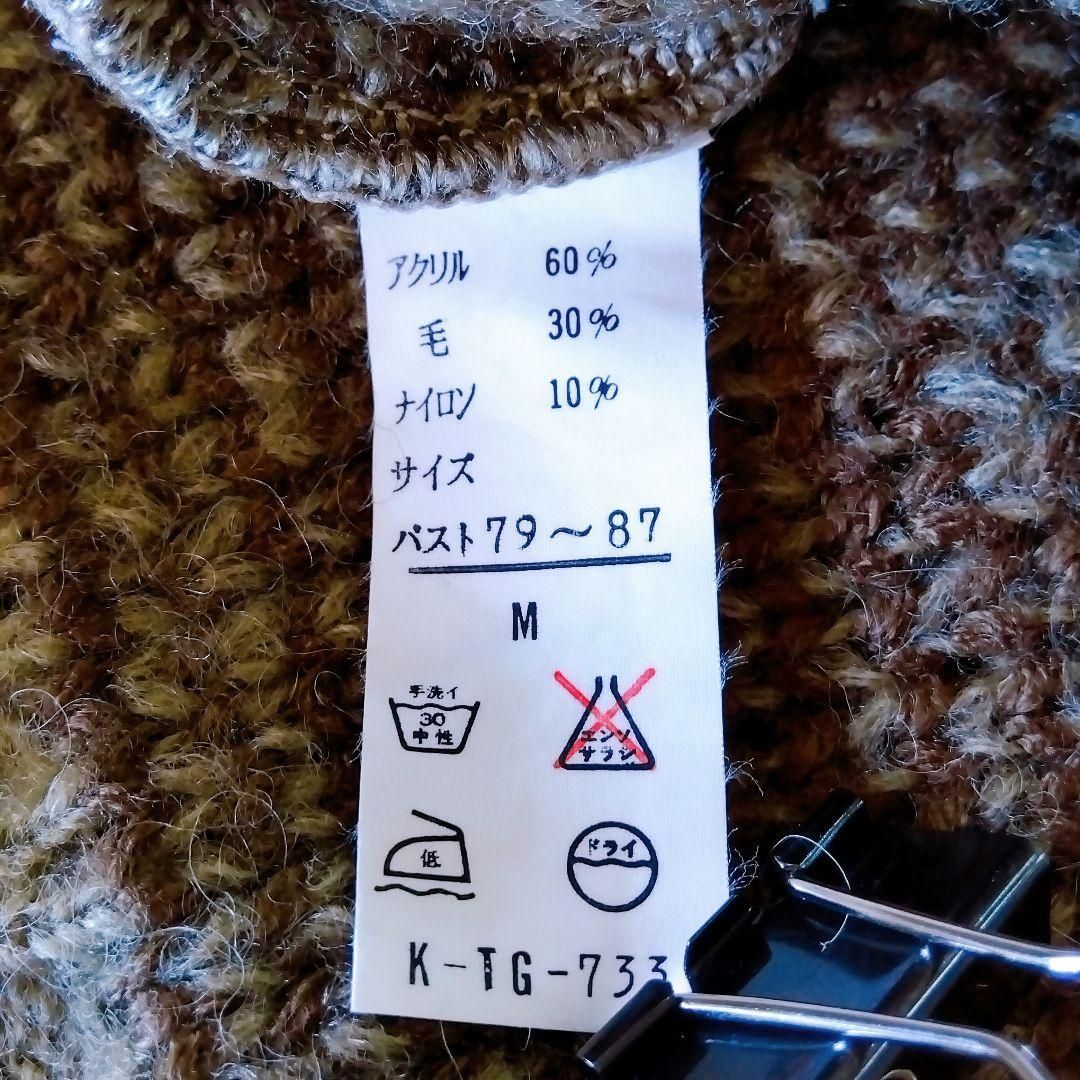 アクリル 60%
毛 30%
ナイロン 10%
サイズ
バスト79～87
M
手洗イ
30
中性
エンソ
サラシ
低
ドライ
K-TG-733